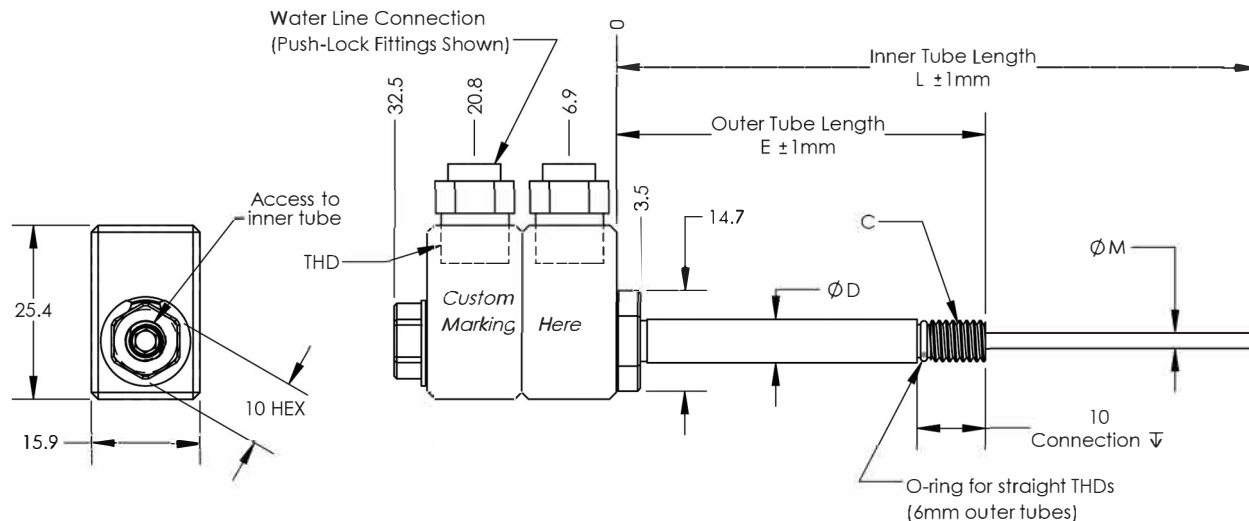 Water Line Connection
(Push-Lock Fittings Shown)
0
Inner Tube Length
L ±1mm
32.5
20.8
6.9
Outer Tube Length
E ±1mm
Access to
inner tube
3.5
14.7
C
THD
ØM
25.4
Custom
Marking
Here
ØD
10 HEX
15.9
10
Connection ↧
O-ring for straight THDs
(6mm outer tubes)